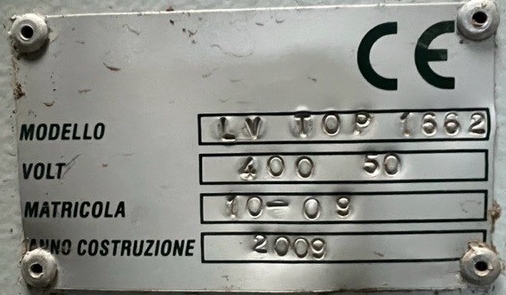 CE
MODELLO LV TOP 1662
VOLT 400 50
MATRICOLA 10-09
ANNO COSTRUZIONE 2009